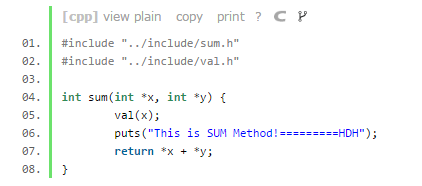 [cpp] view plain copy print ?
01. #include "../include/sum.h"
02. #include "../include/val.h"
03.
04. int sum(int *x, int *y) {
05.         val(x);
06.         puts("This is SUM Method!=========HDH");
07.         return *x + *y;
08. }